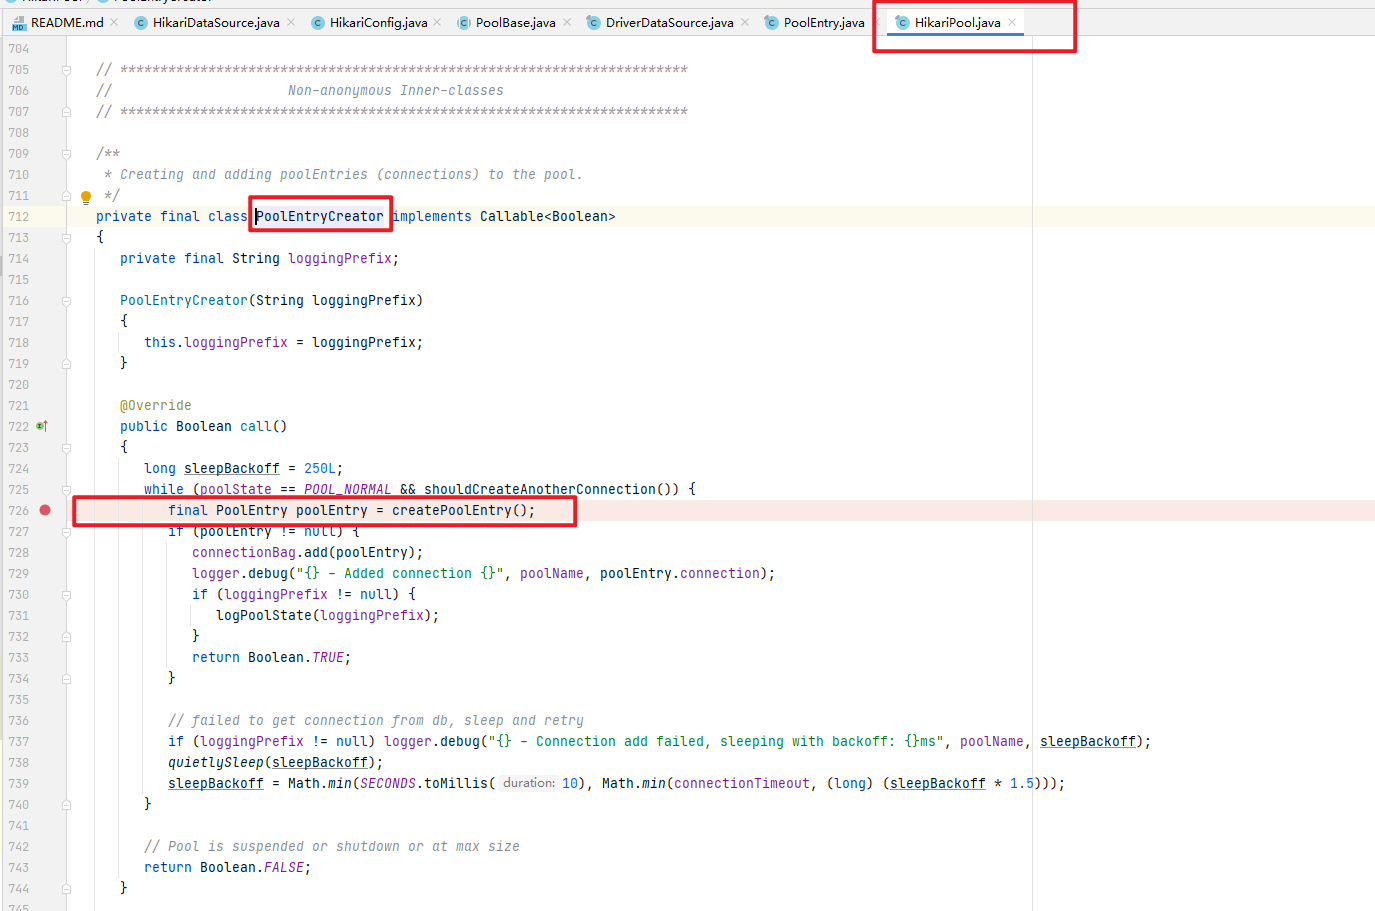 README.md HikariDataSource.java HikariConfig.java PoolBase.java DriverDataSource.java PoolEntry.java HikariPool.java
704
705 // ***********************************************************************
706 // Non-anonymous Inner-classes
707 // ***********************************************************************
708
709 /**
710 * Creating and adding poolEntries (connections) to the pool.
711 */
712 private final class PoolEntryCreator implements Callable<Boolean>
713 {
714 private final String loggingPrefix;
715
716 PoolEntryCreator(String loggingPrefix)
717 {
718 this.loggingPrefix = loggingPrefix;
719 }
720
721 @Override
722 public Boolean call()
723 {
724 long sleepBackoff = 250L;
725 while (poolState == POOL_NORMAL && shouldCreateAnotherConnection()) {
726 final PoolEntry poolEntry = createPoolEntry();
727 if (poolEntry != null) {
728 connectionBag.add(poolEntry);
729 logger.debug("{} - Added connection {}", poolName, poolEntry.connection);
730 if (loggingPrefix != null) {
731 logPoolState(loggingPrefix);
732 }
733 return Boolean.TRUE;
734 }
735
736 // failed to get connection from db, sleep and retry
737 if (loggingPrefix != null) logger.debug("{} - Connection add failed, sleeping with backoff: {}ms", poolName, sleepBackoff);
738 quietlySleep(sleepBackoff);
739 sleepBackoff = Math.min(SECONDS.toMillis( duration: 10), Math.min(connectionTimeout, (long) (sleepBackoff * 1.5)));
740 }
741
742 // Pool is suspended or shutdown or at max size
743 return Boolean.FALSE;
744 }
745